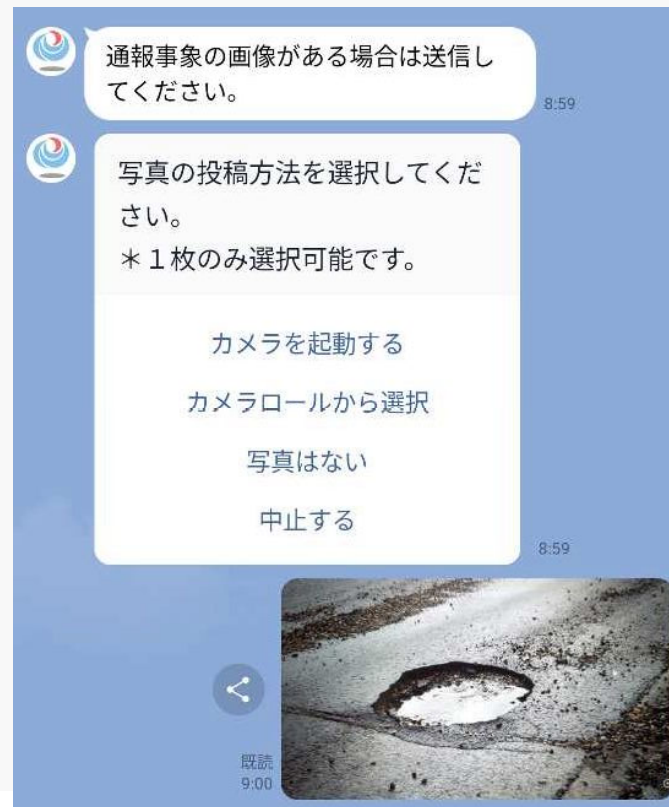 通報事象の画像がある場合は送信し
てください。
8:59
写真の投稿方法を選択してくだ
さい。
＊１枚のみ選択可能です。
カメラを起動する
カメラロールから選択
写真はない
中止する
8:59
既読
9:00